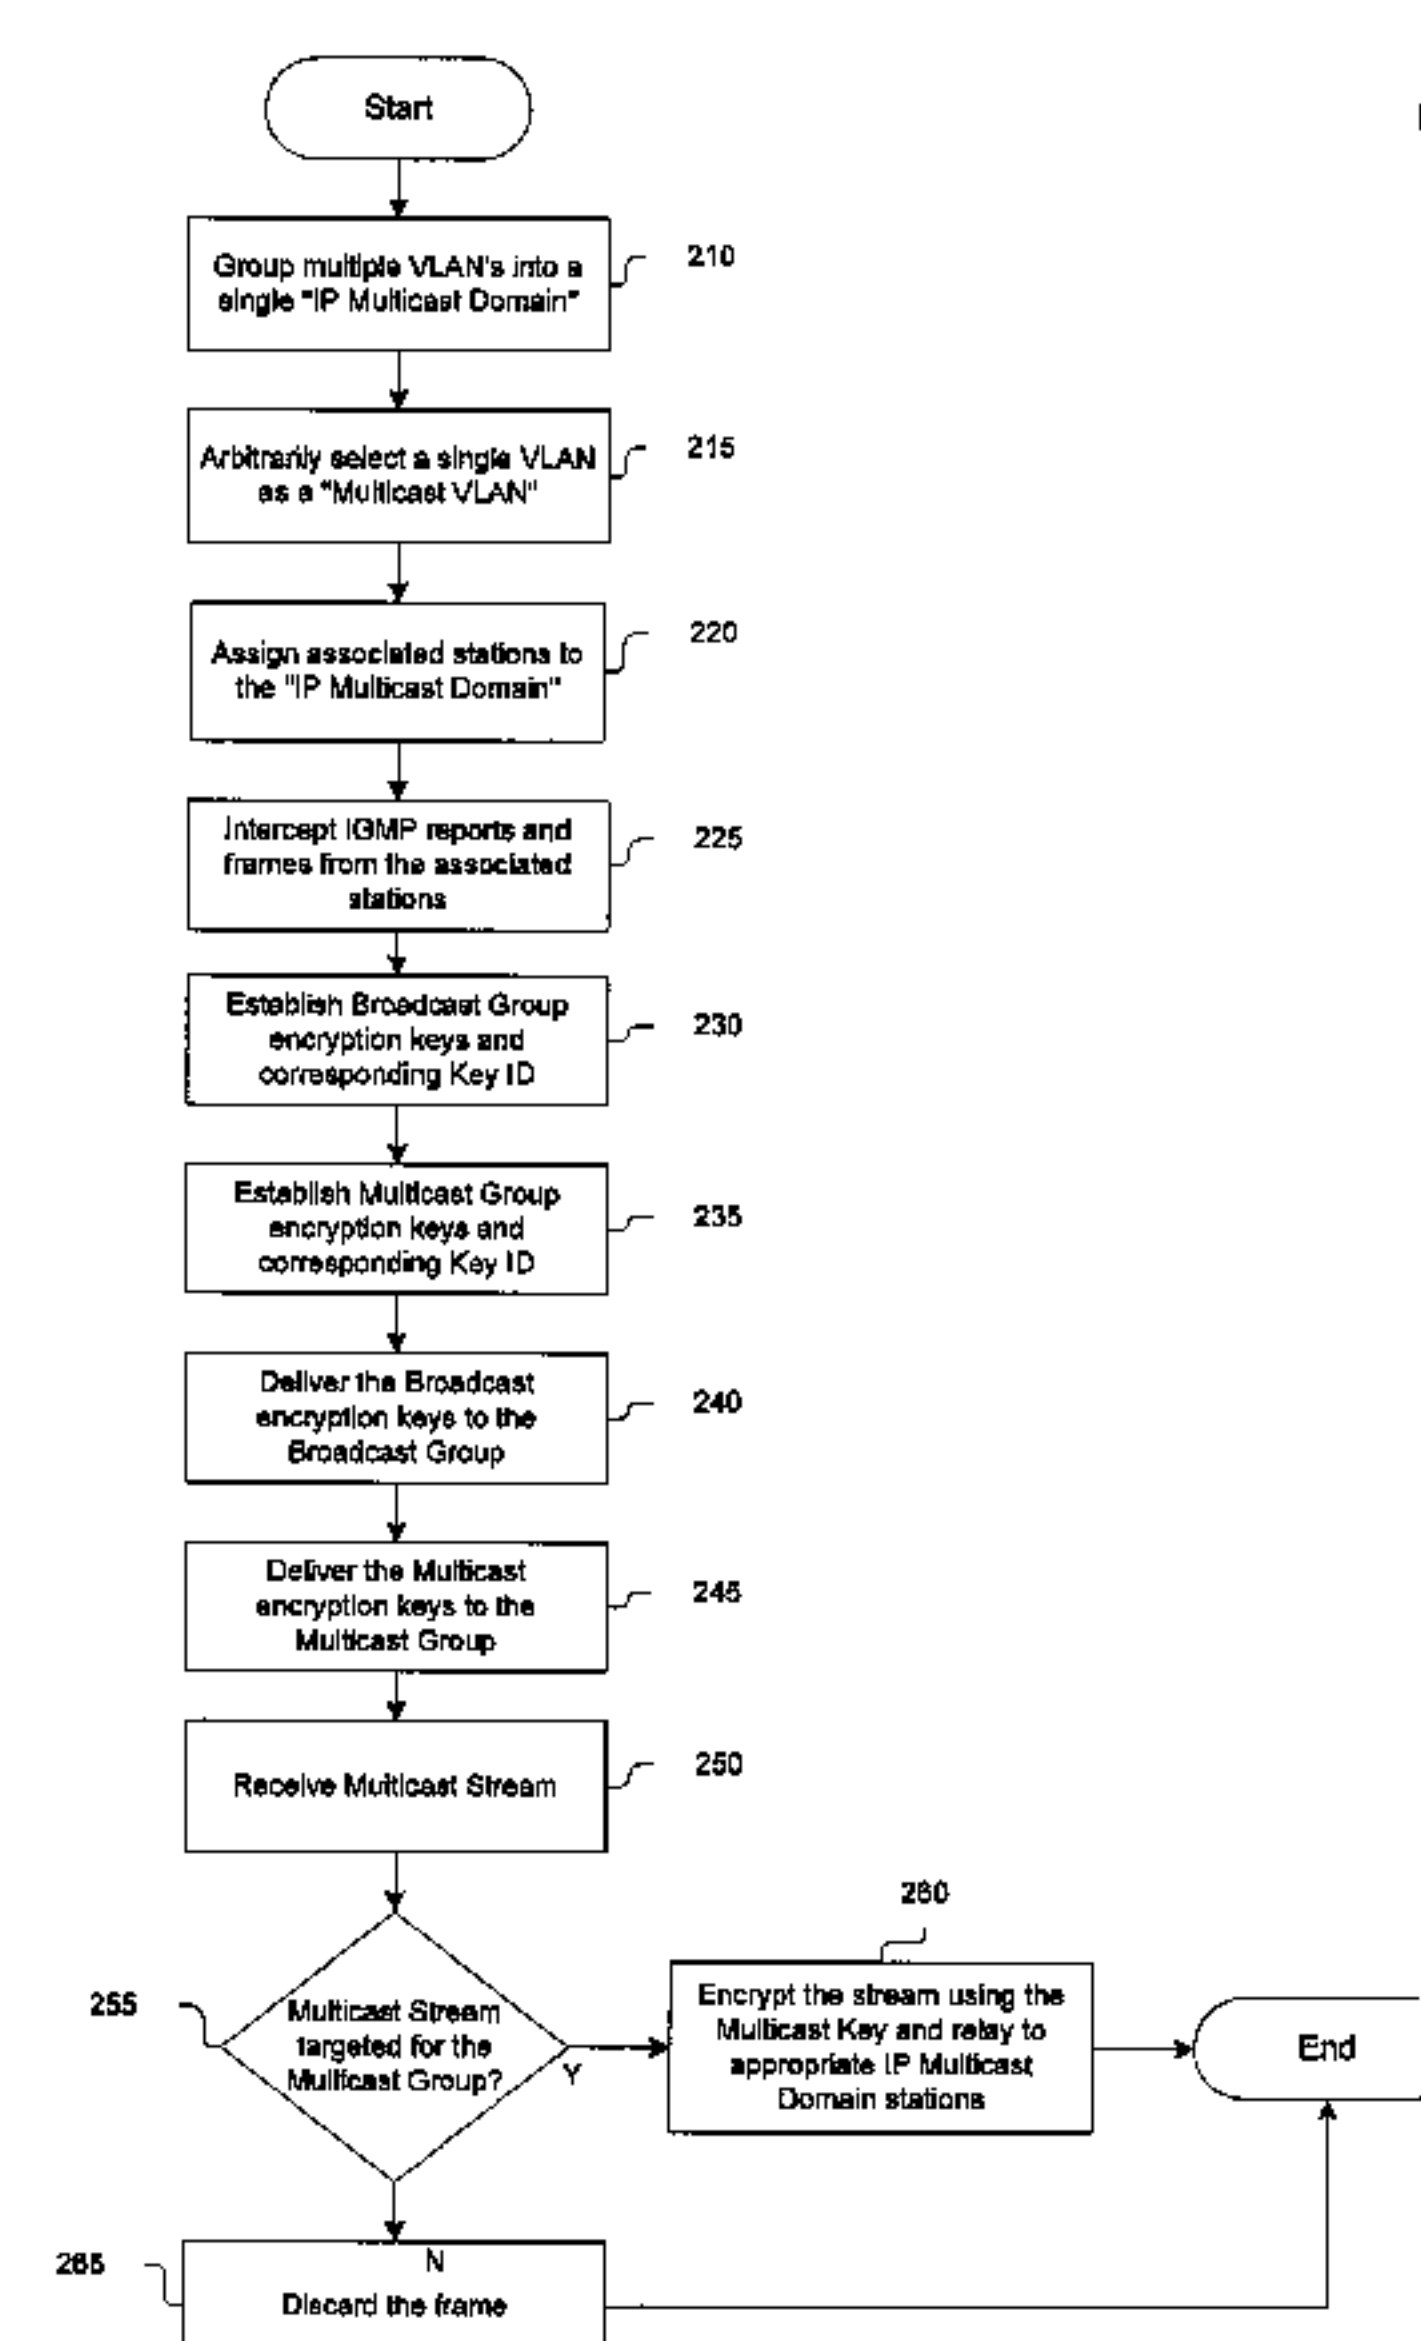 Start
Group multiple VLAN's into a
single "IP Multicast Domain"
210
Arbitrarily select a single VLAN
as a "Multicast VLAN"
215
Assign associated stations to
the "IP Multicast Domain"
220
Intercept IGMP reports and
frames from the associated
stations
225
Establish Broadcast Group
encryption keys and
corresponding Key ID
230
Establish Multicast Group
encryption keys and
corresponding Key ID
235
Deliver the Broadcast
encryption keys to the
Broadcast Group
240
Deliver the Multicast
encryption keys to the
Multicast Group
245
Receive Multicast Stream
250
255
Multicast Stream
targeted for the
Multicast Group?
Y
260
Encrypt the stream using the
Multicast Key and relay to
appropriate IP Multicast
Domain stations
End
265
N
Discard the frame